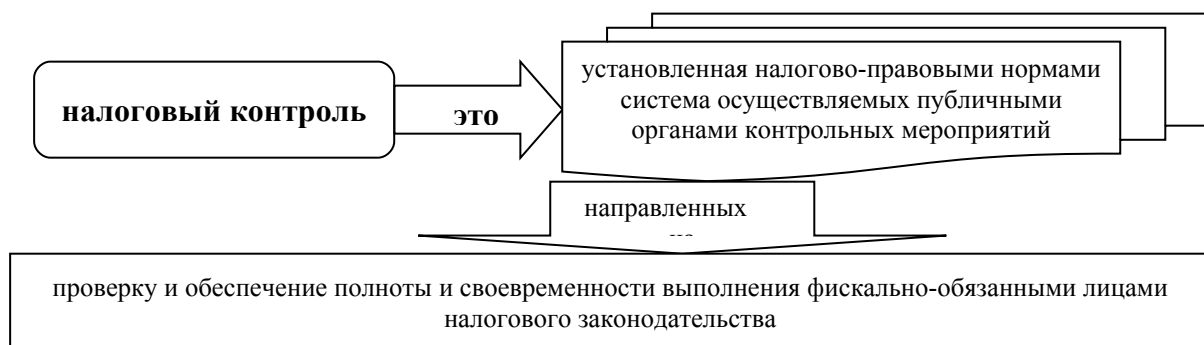 налоговый контроль
это
установленная налогово-правовыми нормами
система осуществляемых публичными
органами контрольных мероприятий
направленных
проверку и обеспечение полноты и своевременности выполнения фискально-обязанными лицами
налогового законодательства